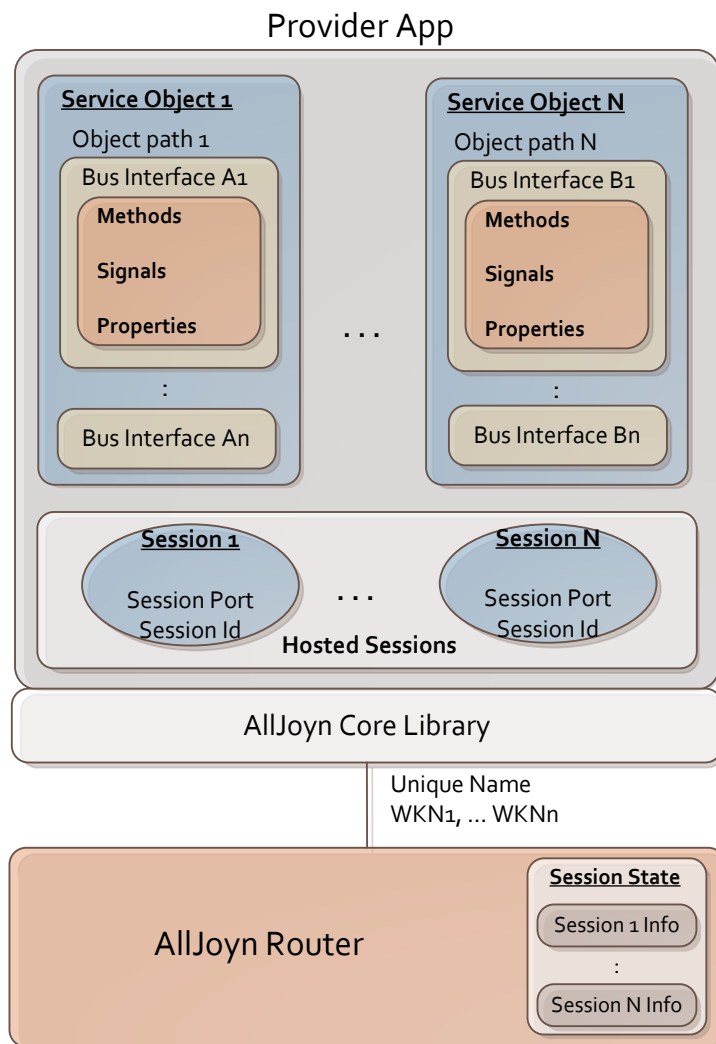 Provider App
Service Object 1
Object path 1
Bus Interface A1
Methods
Signals
Properties
:
Bus Interface An
. . .
Service Object N
Object path N
Bus Interface B1
Methods
Signals
Properties
:
Bus Interface Bn
Session 1
Session Port
Session Id
. . .
Session N
Session Port
Session Id
Hosted Sessions
AllJoyn Core Library
Unique Name
WKN1, ... WKNn
AllJoyn Router
Session State
Session 1 Info
:
Session N Info